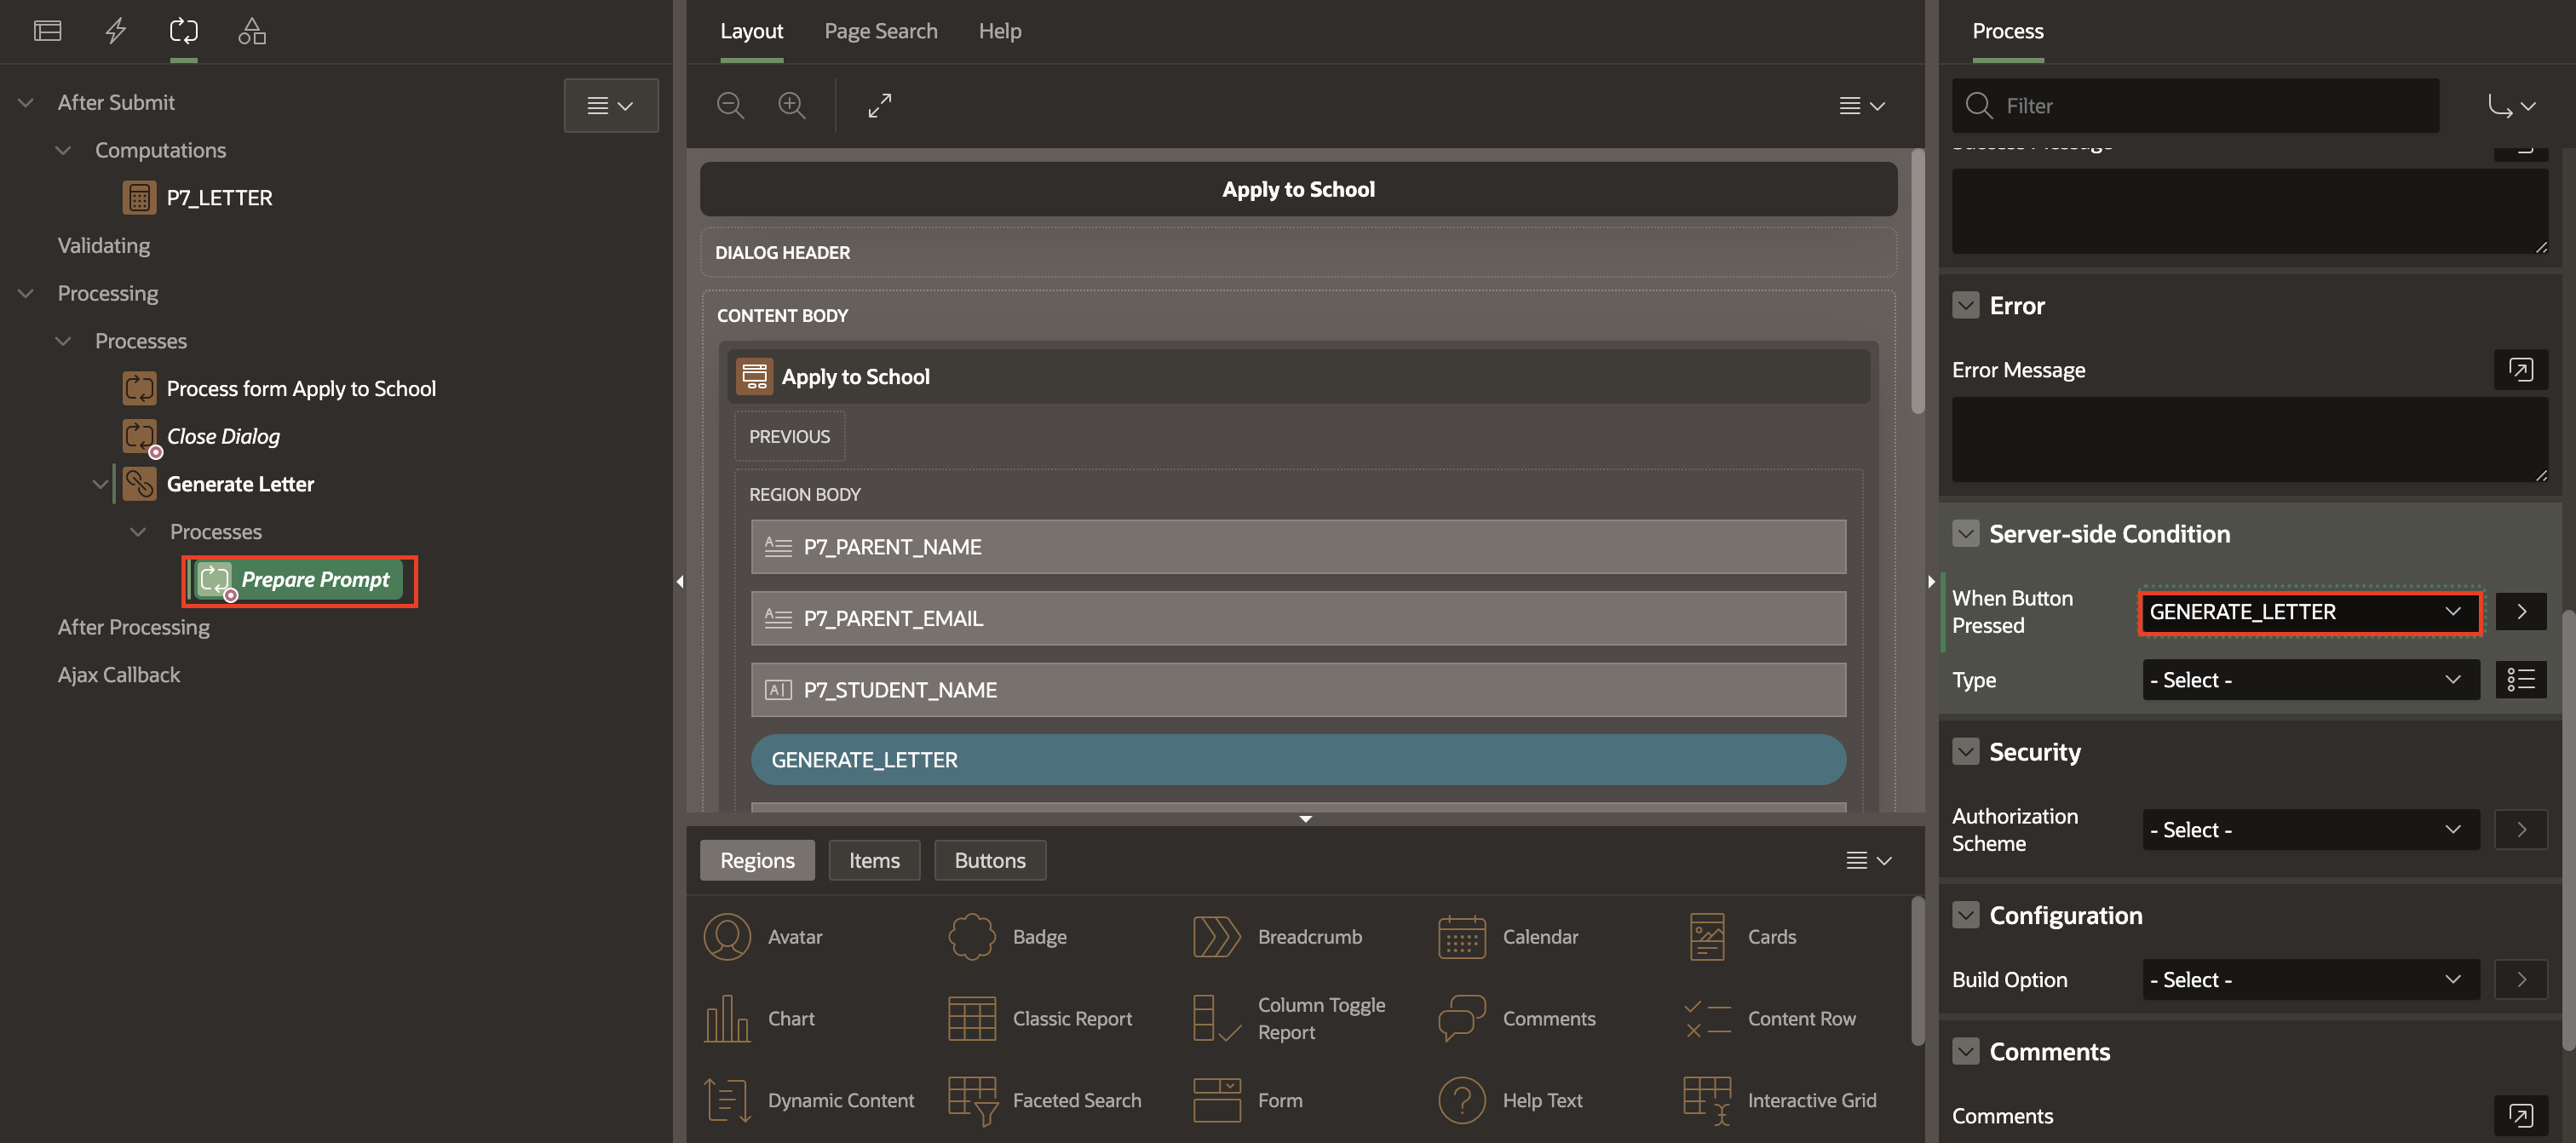 After Submit
Computations
P7_LETTER
Validating
Processing
Processes
Process form Apply to School
Close Dialog
Generate Letter
Processes
Prepare Prompt
After Processing
Ajax Callback
Layout
Page Search
Help
Apply to School
DIALOG HEADER
CONTENT BODY
Apply to School
PREVIOUS
REGION BODY
P7_PARENT_NAME
P7_PARENT_EMAIL
P7_STUDENT_NAME
GENERATE_LETTER
Regions
Items
Buttons
Avatar
Badge
Breadcrumb
Calendar
Cards
Chart
Classic Report
Column Toggle
Report
Comments
Content Row
Dynamic Content
Faceted Search
Form
Help Text
Interactive Grid
Process
Filter
Success Message
Error
Error Message
Server-side Condition
When Button
Pressed
GENERATE_LETTER
Type
- Select -
Security
Authorization
Scheme
- Select -
Configuration
Build Option
- Select -
Comments
Comments